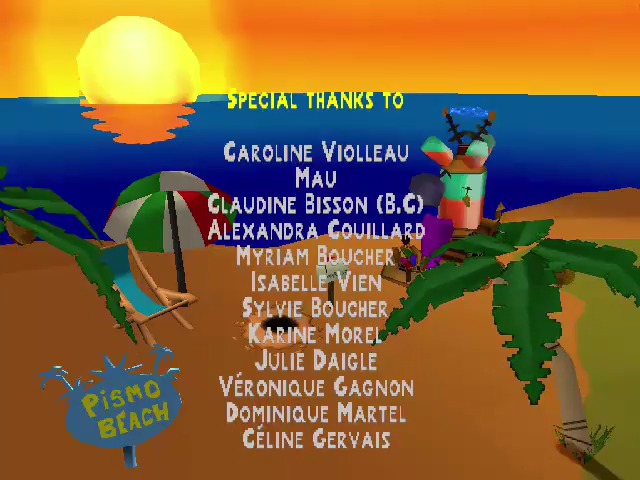 Special thanks to
Caroline Violleau
Mau
Claudine Bisson (B.C)
Alexandra Couillard
Myriam Boucher
Isabelle Vien
Sylvie Boucher
Karine Morel
Julie Daigle
Véronique Gagnon
Dominique Martel
Céline Gervais
Pismo
Beach